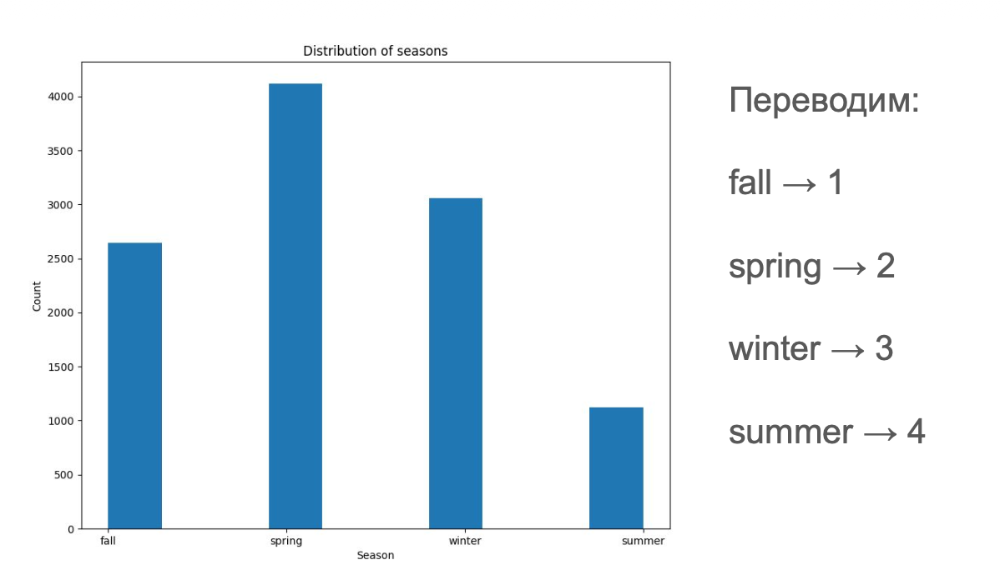 Distribution of seasons
4000
3500
3000
2500
2000
1500
1000
500
0
Count
fall spring winter summer
Season
Переводим:
fall → 1
spring → 2
winter → 3
summer → 4